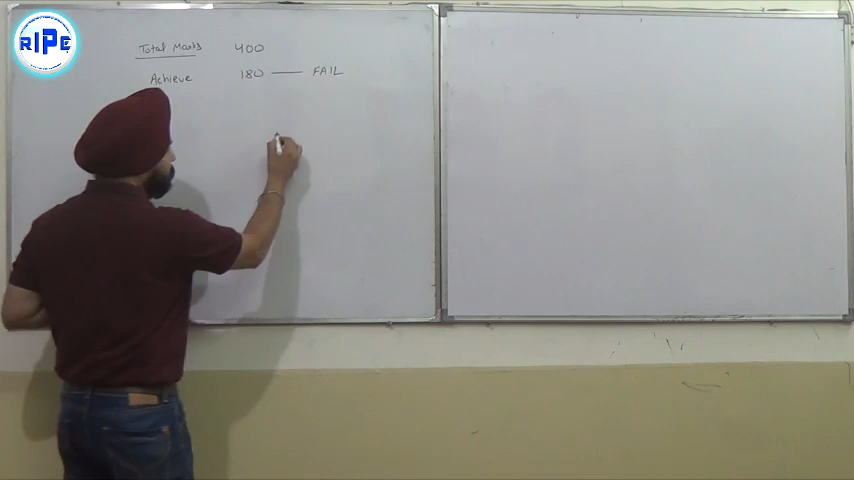 RIPE
Total Marks 400
Achieve 180 — FAIL